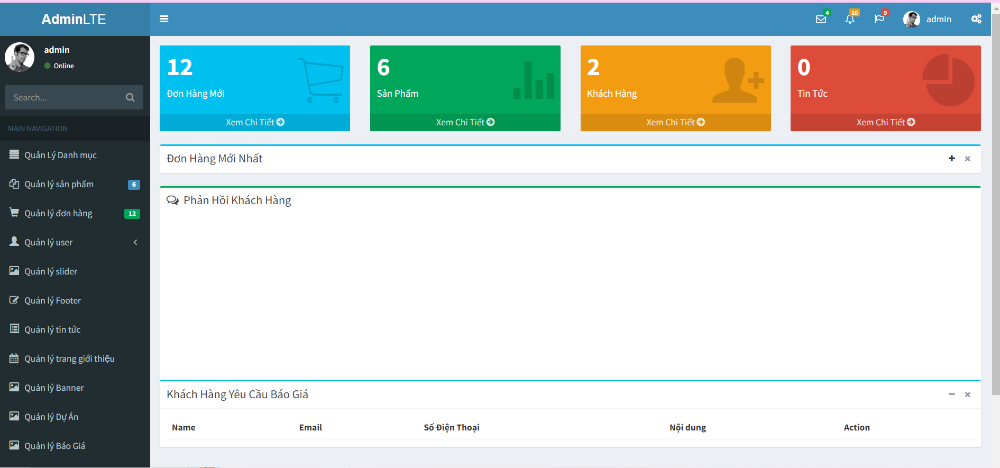 AdminLTE
4
10
9
admin
admin
Online
Search...
MAIN NAVIGATION
Quản Lý Danh mục
Quản lý sản phẩm 6
Quản lý đơn hàng 12
Quản lý user
Quản lý slider
Quản lý Footer
Quản lý tin tức
Quản lý trang giới thiệu
Quản lý Banner
Quản lý Dự Án
Quản lý Báo Giá
12
Đơn Hàng Mới
Xem Chi Tiết
6
Sản Phẩm
Xem Chi Tiết
2
Khách Hàng
Xem Chi Tiết
0
Tin Tức
Xem Chi Tiết
Đơn Hàng Mới Nhất
Phản Hồi Khách Hàng
Khách Hàng Yêu Cầu Báo Giá
Name Email Số Điện Thoại Nội dung Action